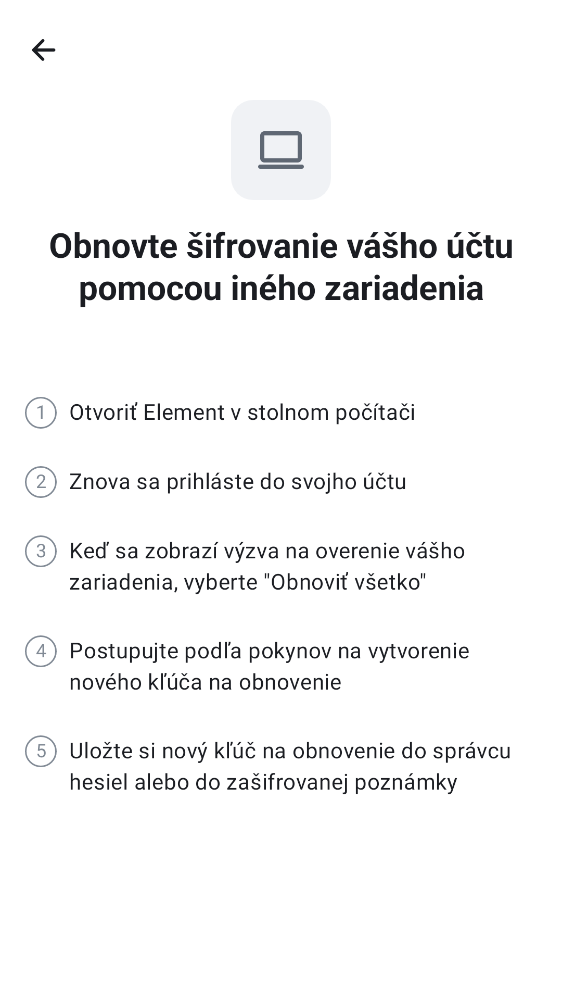 Obnovte šifrovanie vášho účtu
pomocou iného zariadenia
1 Otvoriť Element v stolnom počítači
2 Znova sa prihláste do svojho účtu
3 Keď sa zobrazí výzva na overenie vášho
zariadenia, vyberte "Obnoviť všetko"
4 Postupujte podľa pokynov na vytvorenie
nového kľúča na obnovenie
5 Uložte si nový kľúč na obnovenie do správcu
hesiel alebo do zašifrovanej poznámky